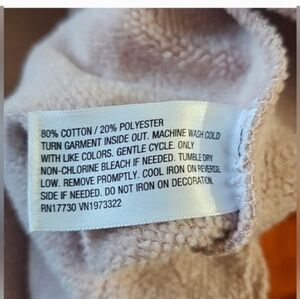 80% COTTON / 20% POLYESTER
TURN GARMENT INSIDE OUT. MACHINE WASH COLD
WITH LIKE COLORS. GENTLE CYCLE. ONLY
NON-CHLORINE BLEACH IF NEEDED. TUMBLE DRY
LOW. REMOVE PROMPTLY. COOL IRON ON REVERSE
SIDE IF NEEDED. DO NOT IRON ON DECORATION.
RN17730 VN1973322